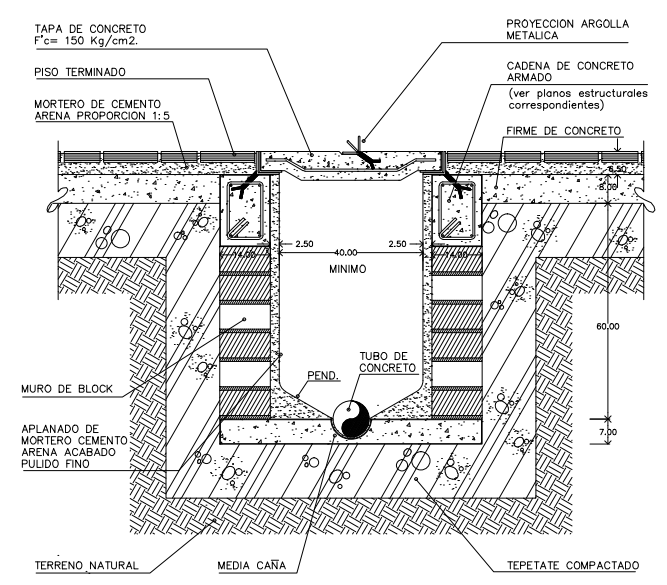 TAPA DE CONCRETO
F'c= 150 Kg/cm2.
PISO TERMINADO
MORTERO DE CEMENTO
ARENA PROPORCION 1:5
PROYECCION ARGOLLA
METALICA
CADENA DE CONCRETO
ARMADO
(ver planos estructurales
correspondientes)
FIRME DE CONCRETO
6.50
8.00
2.50
2.50
14.00
40.00
14.00
MINIMO
60.00
TUBO DE
CONCRETO
PEND.
MURO DE BLOCK
APLANADO DE
MORTERO CEMENTO
ARENA ACABADO
PULIDO FINO
7.00
TERRENO NATURAL
MEDIA CAÑA
TEPETATE COMPACTADO